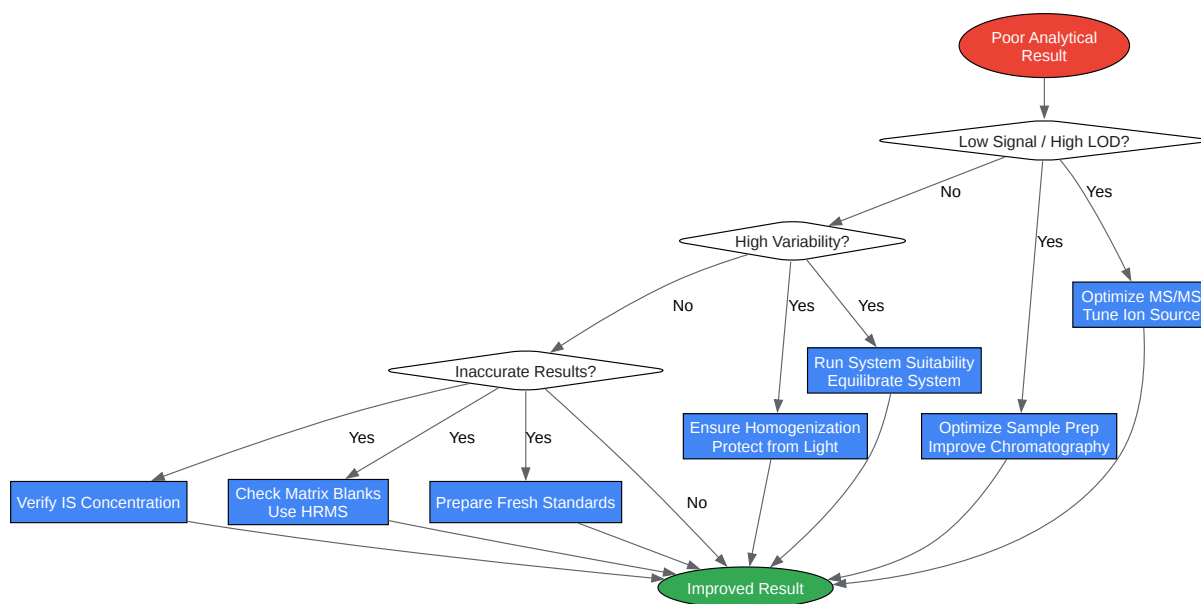 Poor Analytical
Result
Low Signal / High LOD?
No
Yes
Yes
High Variability?
Optimize MS/MS
Tune Ion Source
No
Yes
Yes
Run System Suitability
Equilibrate System
Inaccurate Results?
Ensure Homogenization
Protect from Light
Optimize Sample Prep
Improve Chromatography
Yes
Yes
Yes
No
Verify IS Concentration
Check Matrix Blanks
Use HRMS
Prepare Fresh Standards
Improved Result